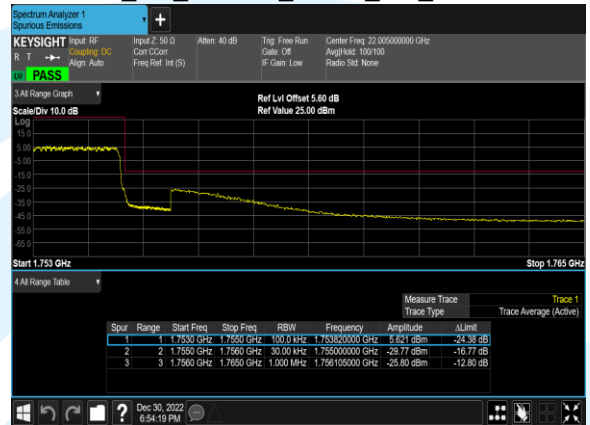 Spectrum Analyzer 1
Spurious Emissions
KEYSIGHT Input: RF Input Z: 50 Ω Atten: 40 dB Trig: Free Run Center Freq: 22.005000000 GHz
R T Coupling: DC Corr CCorr Gate: Off Avg|Hold: 100/100
Align: Auto Freq Ref: Int (S) IF Gain: Low Radio Std: None
PASS
3 All Range Graph
Ref Lvl Offset 5.60 dB
Scale/Div 10.0 dB Ref Value 25.00 dBm
Log
15.0
5.00
-5.00
-15.0
-25.0
-35.0
-45.0
-55.0
-65.0
Start 1.753 GHz Stop 1.765 GHz
4 All Range Table
Measure Trace Trace 1
Trace Type Trace Average (Active)
Spur Range Start Freq Stop Freq RBW Frequency Amplitude ΔLimit
1 1 1.7530 GHz 1.7550 GHz 100.0 kHz 1.753820000 GHz 5.621 dBm -24.38 dB
2 2 1.7550 GHz 1.7560 GHz 30.00 kHz 1.755000000 GHz -29.77 dBm -16.77 dB
3 3 1.7560 GHz 1.7650 GHz 1.000 MHz 1.756105000 GHz -25.80 dBm -12.80 dB
? Dec 30, 2022
6:54:19 PM